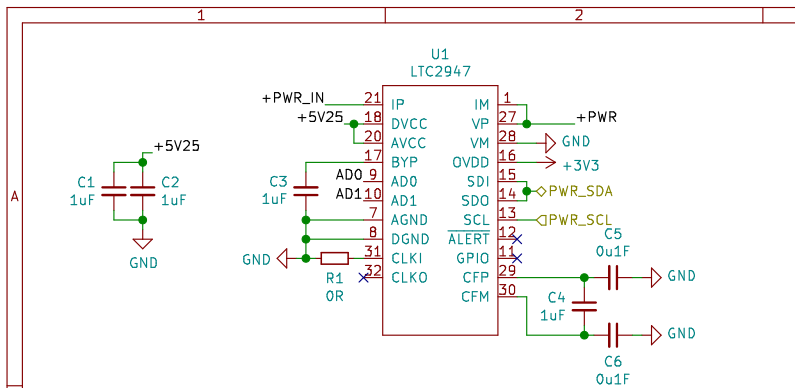 1
2
A
U1
LTC2947
+PWR_IN
21
IP
IM
1
+5V25
18
DVCC
VP
27
+PWR
20
AVCC
VM
28
GND
17
BYP
OVDD
16
+3V3
AD0
9
AD0
SDI
15
AD1
10
AD1
SDO
14
PWR_SDA
7
AGND
SCL
13
PWR_SCL
8
DGND
ALERT
12
GND
31
CLKI
GPIO
11
32
CLKO
CFP
29
CFM
30
+5V25
C1
1uF
C2
1uF
GND
C3
1uF
R1
0R
C5
0u1F
GND
C4
1uF
GND
C6
0u1F